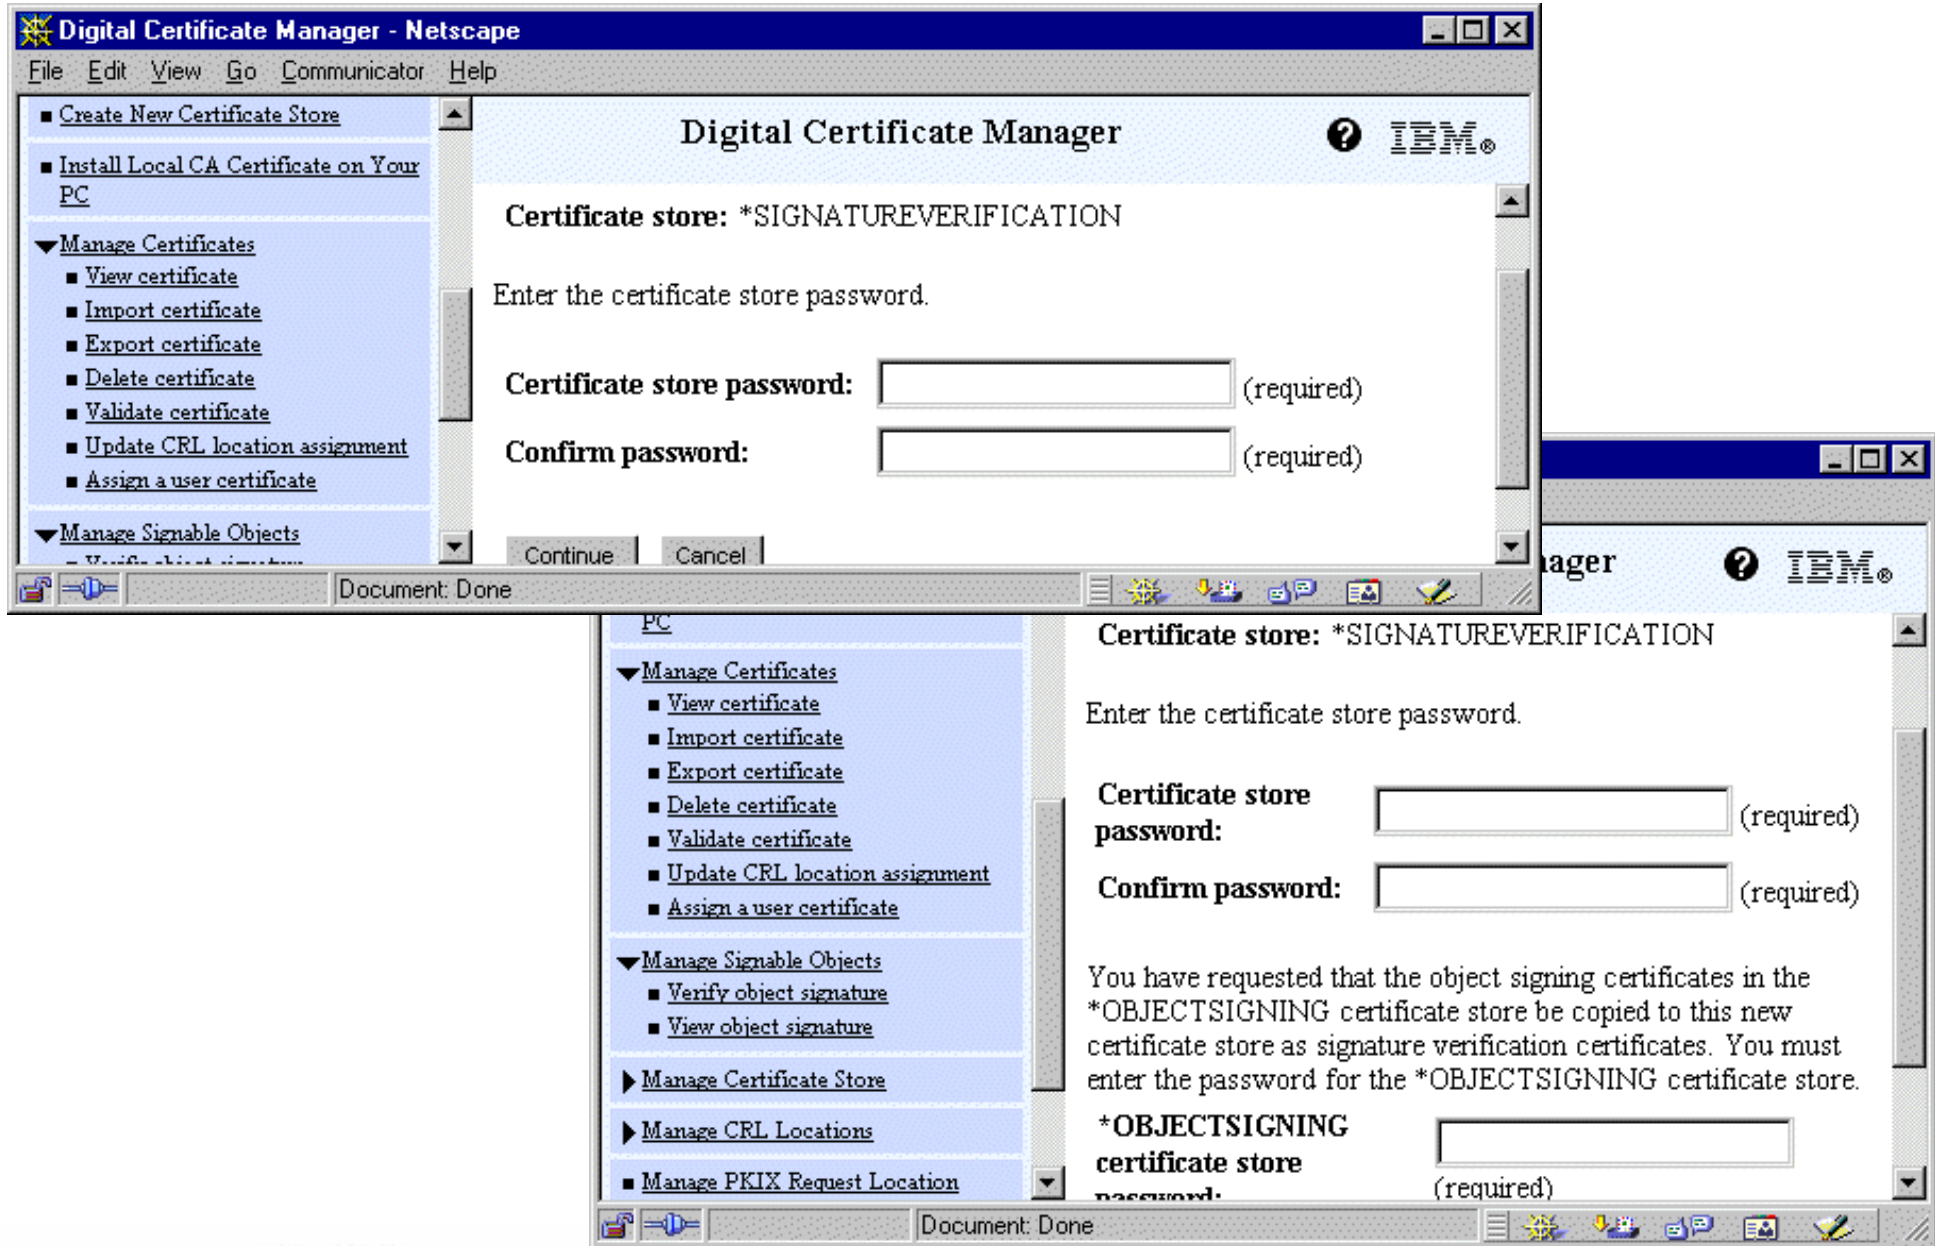 Digital Certificate Manager - Netscape
File Edit View Go Communicator Help
Create New Certificate Store
Install Local CA Certificate on Your
PC
Manage Certificates
View certificate
Import certificate
Export certificate
Delete certificate
Validate certificate
Update CRL location assignment
Assign a user certificate
Manage Signable Objects
Verify object signature
Digital Certificate Manager
IBM®
Certificate store: *SIGNATUREVERIFICATION
Enter the certificate store password.
Certificate store password: (required)
Confirm password: (required)
Continue Cancel
Document: Done
ager
IBM®
PC
Manage Certificates
View certificate
Import certificate
Export certificate
Delete certificate
Validate certificate
Update CRL location assignment
Assign a user certificate
Manage Signable Objects
Verify object signature
View object signature
Manage Certificate Store
Manage CRL Locations
Manage PKIX Request Location
Certificate store: *SIGNATUREVERIFICATION
Enter the certificate store password.
Certificate store
password: (required)
Confirm password: (required)
You have requested that the object signing certificates in the
*OBJECTSIGNING certificate store be copied to this new
certificate store as signature verification certificates. You must
enter the password for the *OBJECTSIGNING certificate store.
*OBJECTSIGNING
certificate store
password:
(required)
Document: Done